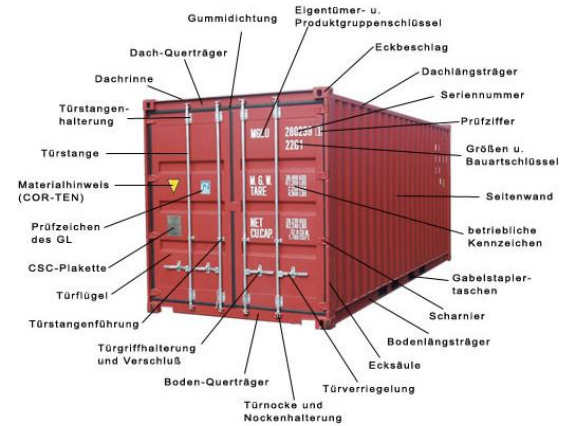 Gummidichtung
Eigentümer- u.
Produktgruppenschlüssel
Dach-Querträger
Eckbeschlag
Dachrinne
Dachlängsträger
Türstangen-
halterung
Seriennummer
Prüfziffer
Türstange
Größen u.
Bauartschlüssel
Materialhinweis
(COR-TEN)
Seitenwand
Prüfzeichen
des GL
betriebliche
Kennzeichen
CSC-Plakette
Gabelstapler-
taschen
Türflügel
Scharnier
Türstangenführung
Bodenlängsträger
Türgriffhalterung
und Verschluß
Ecksäule
Boden-Querträger
Türverriegelung
Türnocke und
Nockenhalterung
22G1
M.G.W.
TARE
NET
CU.CAP.
GL